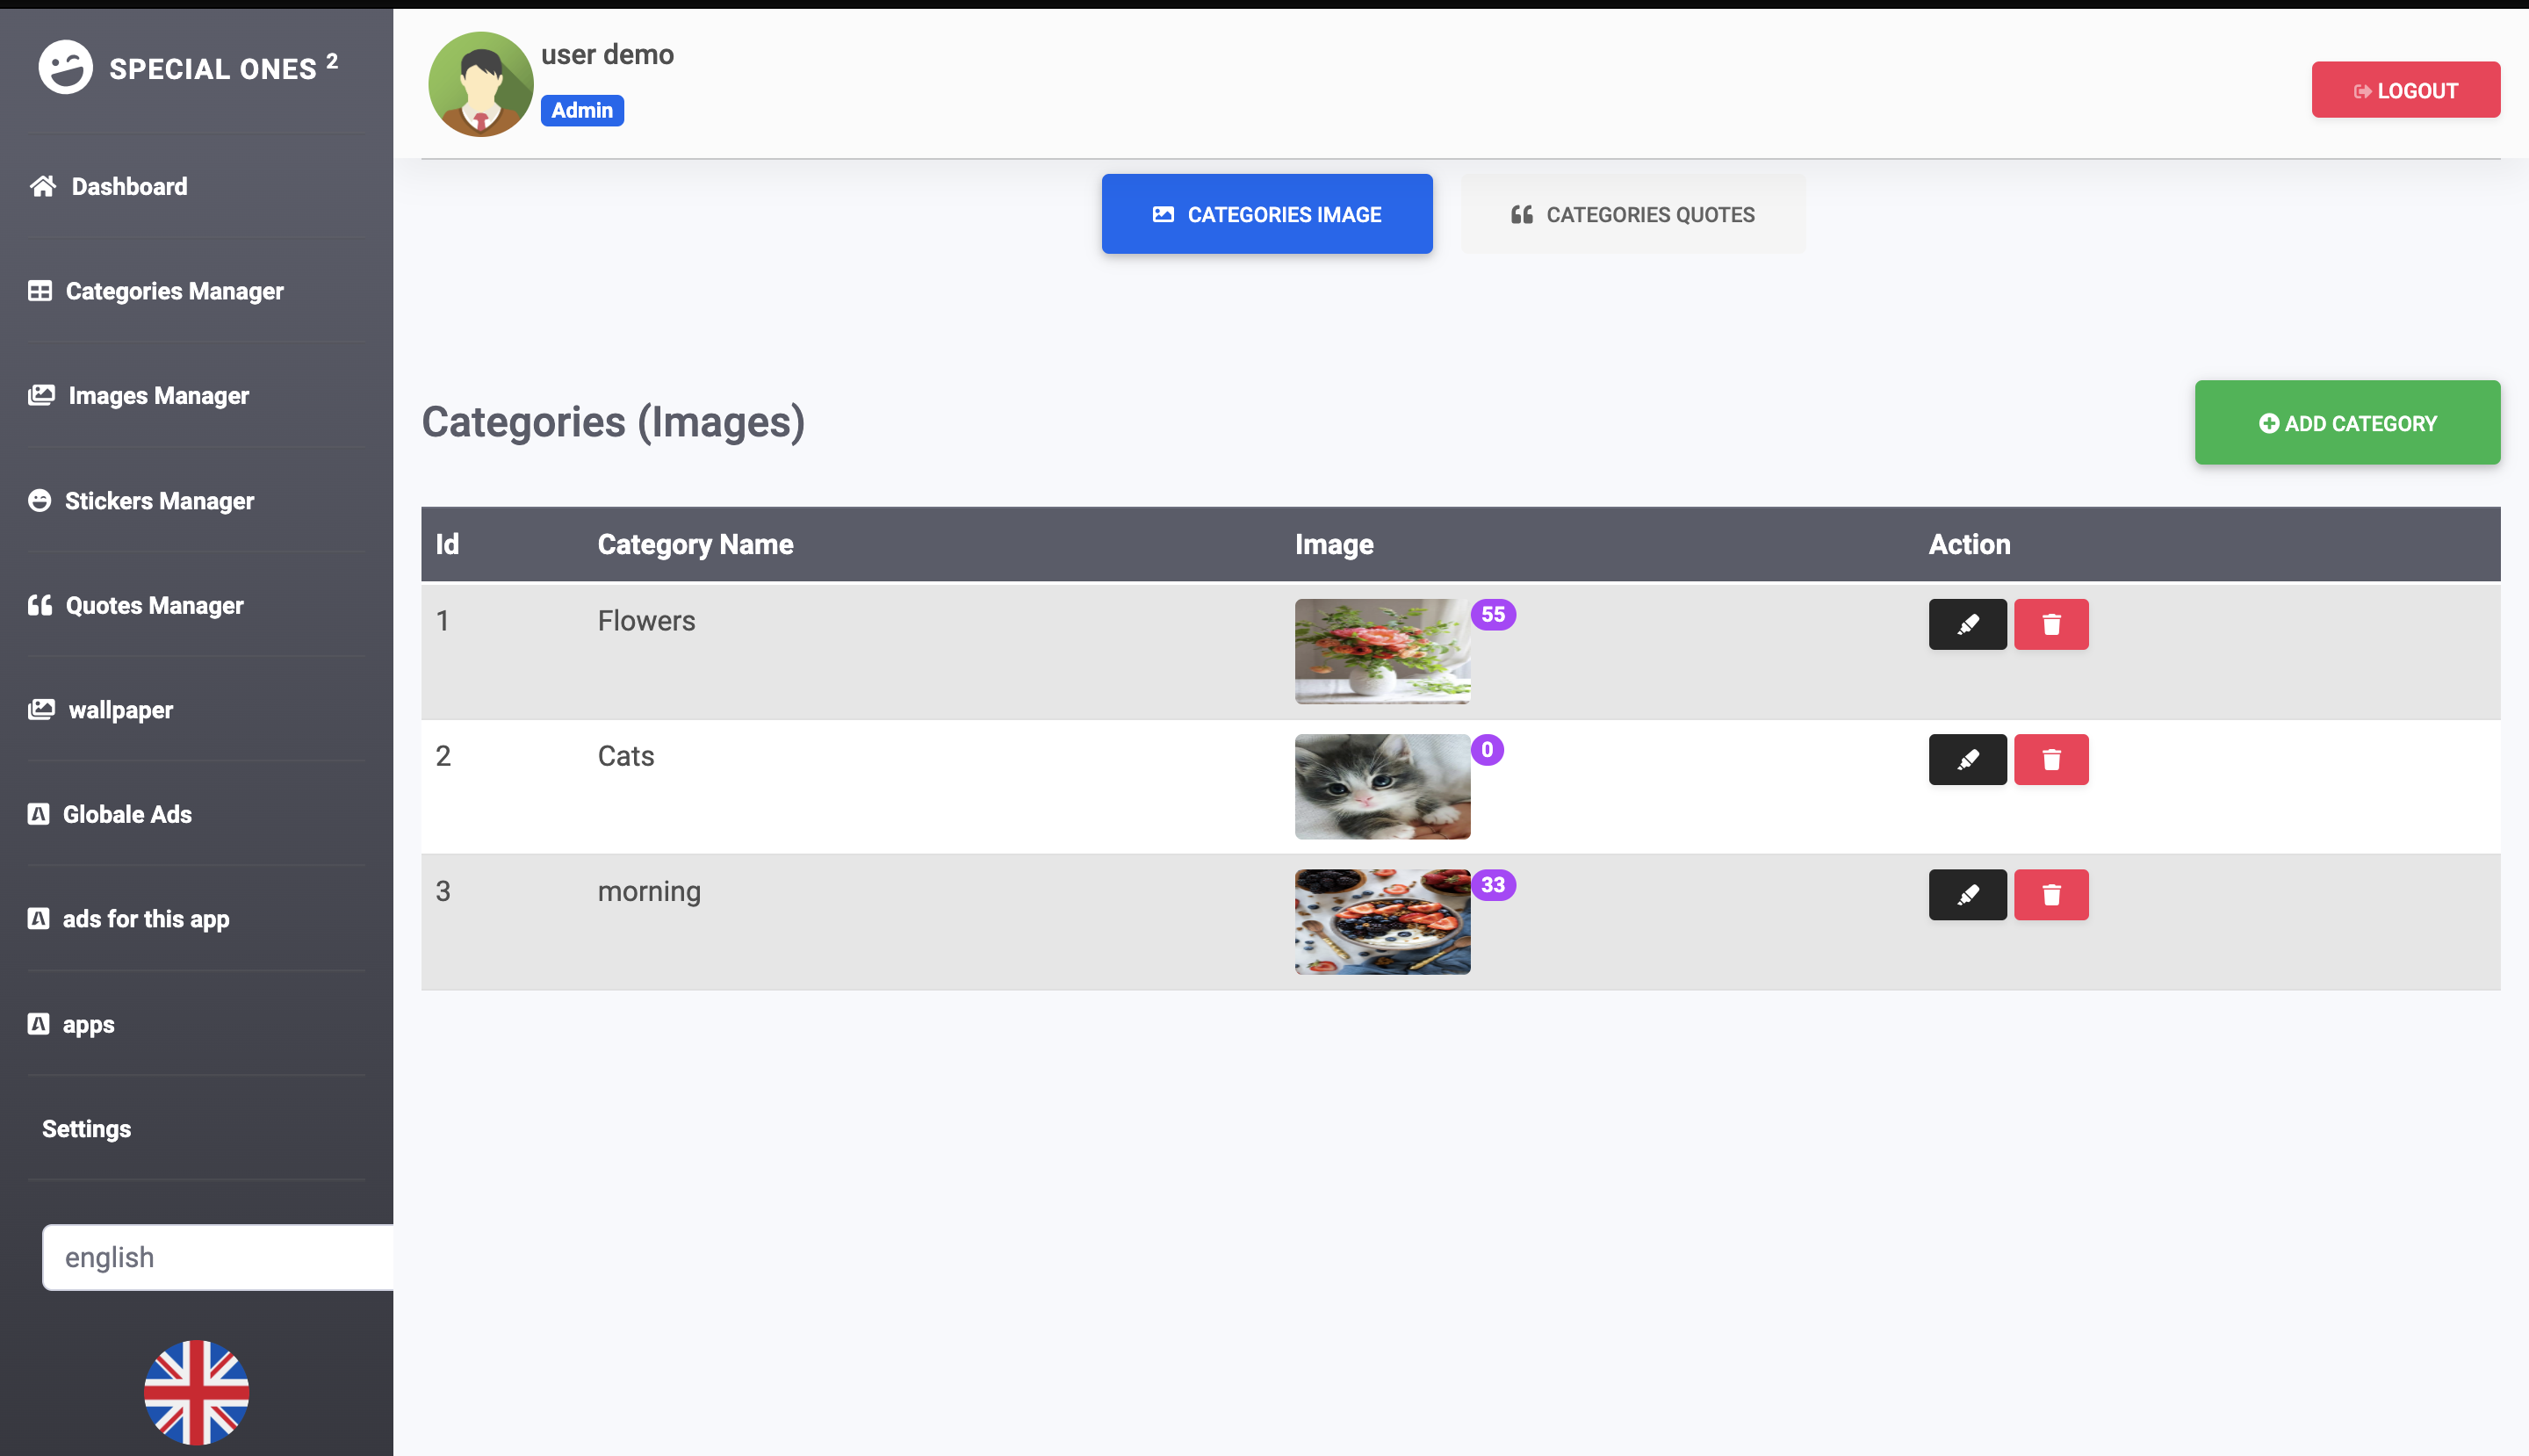 SPECIAL ONES 2
Dashboard
Categories Manager
Images Manager
Stickers Manager
Quotes Manager
wallpaper
Globale Ads
ads for this app
apps
Settings
english
user demo
Admin
LOGOUT
CATEGORIES IMAGE
CATEGORIES QUOTES
Categories (Images)
ADD CATEGORY
Id Category Name Image Action
1 Flowers 55
2 Cats 0
3 morning 33